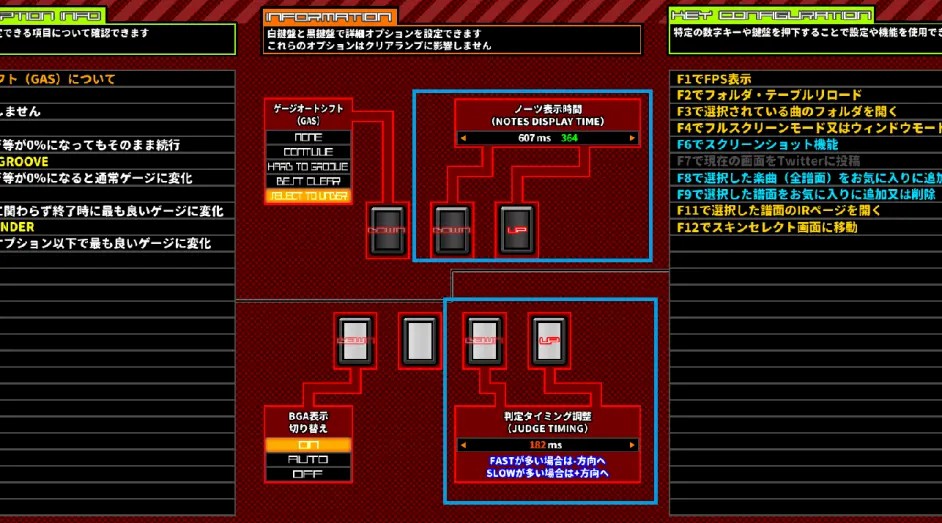 PTION INFO
できる項目について確認できます
フト（GAS）について
しません
等が0%になってもそのまま続行
GROOVE
等が0%になると通常ゲージに変化
に関わらず終了時に最も良いゲージに変化
NDER
オプション以下で最も良いゲージに変化
INFORMATION
白鍵盤と黒鍵盤で詳細オプションを設定できます
これらのオプションはクリアランプに影響しません
ゲージオートシフト
(GAS)
NONE
CONTINUE
HARD TO GROOVE
BEST CLEAR
SELECT TO UNDER
ノーツ表示時間
(NOTES DISPLAY TIME)
607 ms 364
DOWN
DOWN
UP
DOWN
DOWN
UP
BGA表示
切り替え
ON
AUTO
OFF
判定タイミング調整
(JUDGE TIMING)
182 ms
FASTが多い場合は-方向へ
SLOWが多い場合は+方向へ
KEY CONFIGURATION
特定の数字キーや鍵盤を押下することで設定や機能を使用でき
F1でFPS表示
F2でフォルダ・テーブルリロード
F3で選択されている曲のフォルダを開く
F4でフルスクリーンモード又はウィンドウモード
F6でスクリーンショット機能
F7で現在の画面をTwitterに投稿
F8で選択した楽曲（全譜面）をお気に入りに追加
F9で選択した譜面をお気に入りに追加又は削除
F11で選択した譜面のIRページを開く
F12でスキンセレクト画面に移動